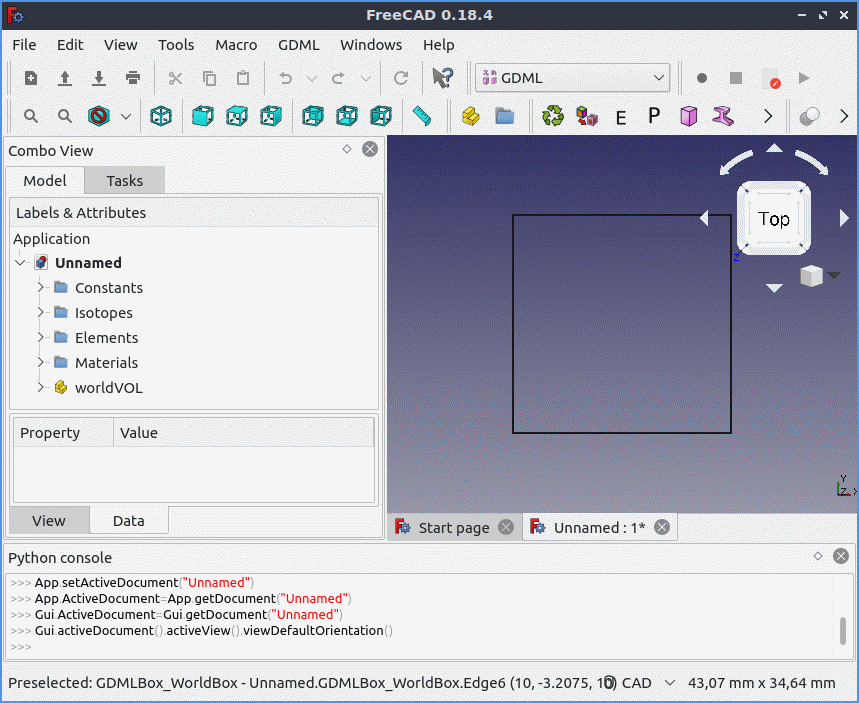 FreeCAD 0.18.4
File Edit View Tools Macro GDML Windows Help
GDML
E P
Combo View
Model Tasks
Labels & Attributes
Application
Unnamed
Constants
Isotopes
Elements
Materials
worldVOL
Property Value
View Data
Top
Z
Y
Z X
Start page Unnamed : 1*
Python console
>>> App.setActiveDocument("Unnamed")
>>> App.ActiveDocument=App.getDocument("Unnamed")
>>> Gui.ActiveDocument=Gui.getDocument("Unnamed")
>>> Gui.activeDocument().activeView().viewDefaultOrientation()
>>>
Preselected: GDMLBox_WorldBox - Unnamed.GDMLBox_WorldBox.Edge6 (10, -3.2075, 10) CAD 43,07 mm x 34,64 mm